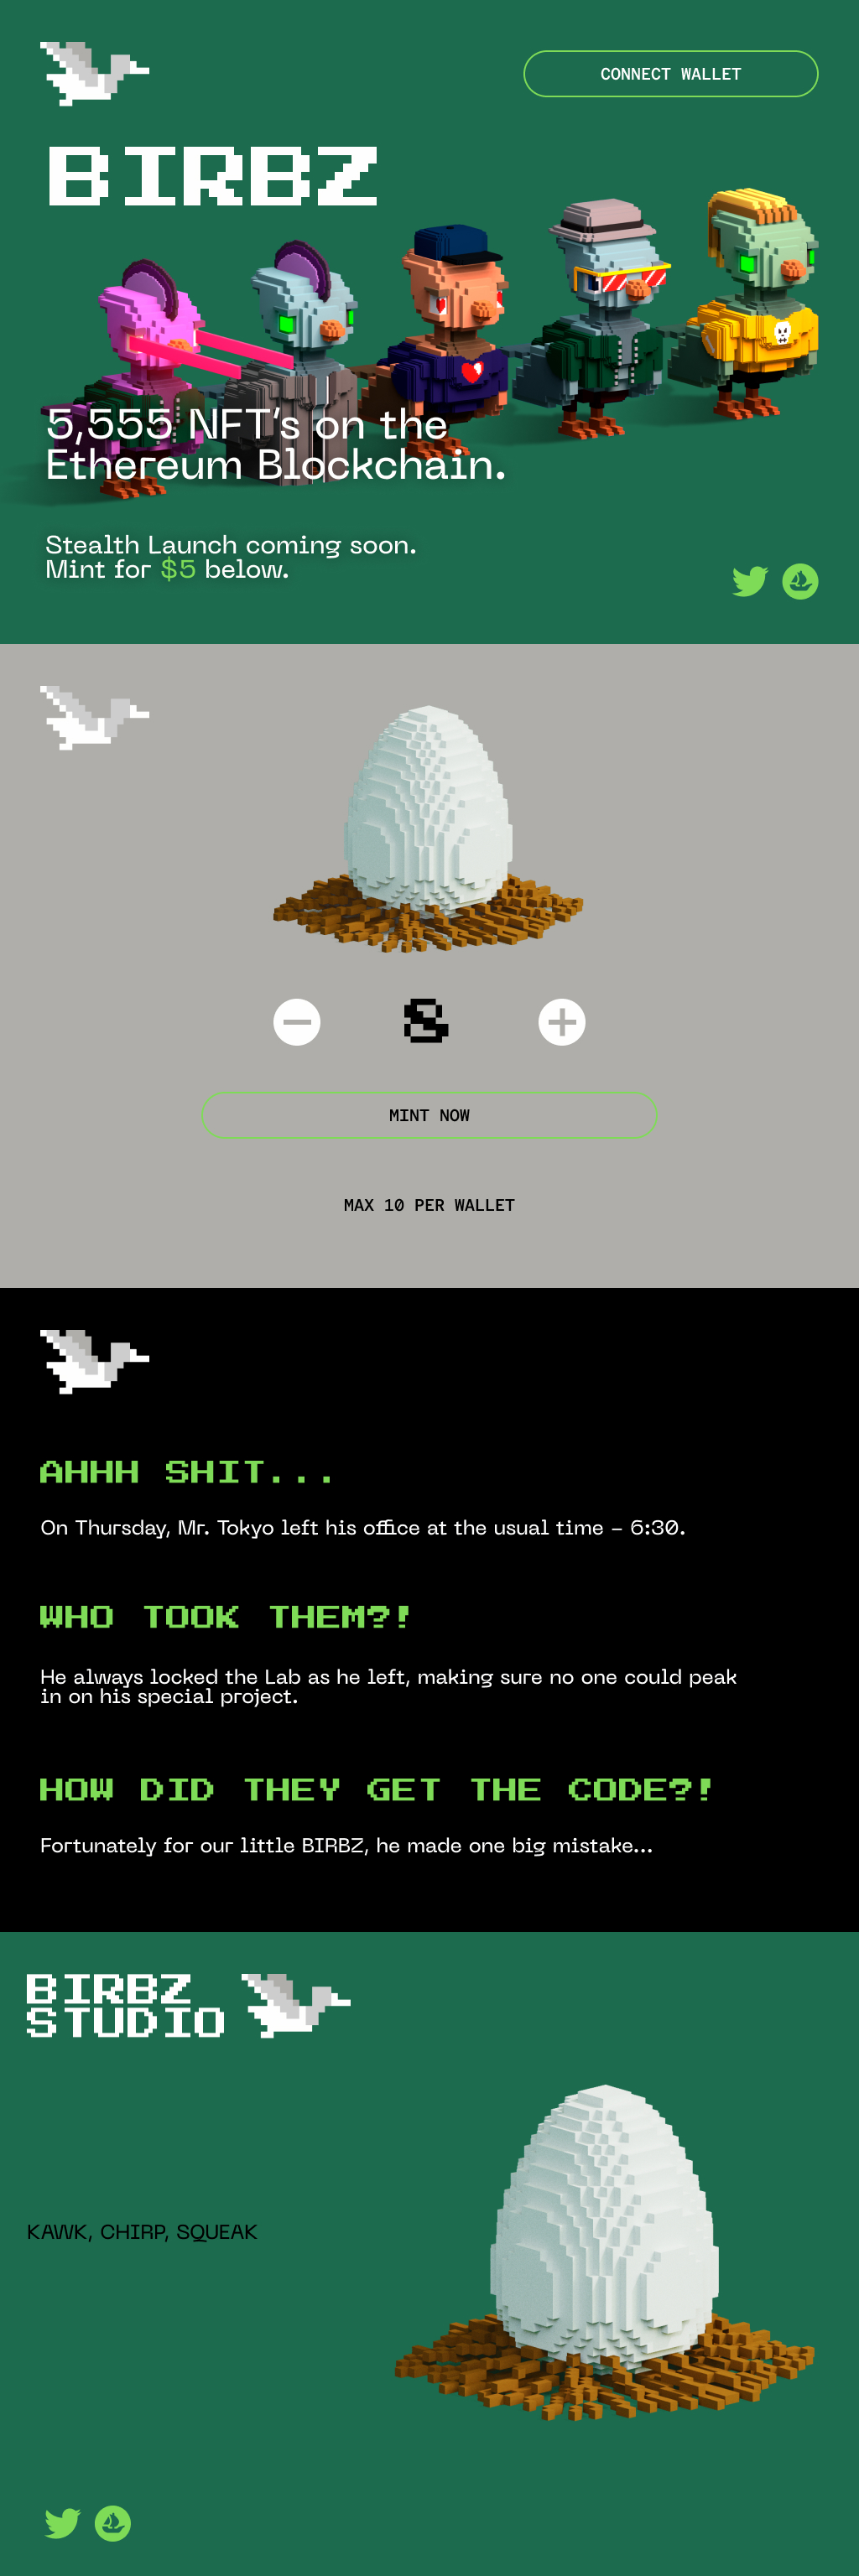 CONNECT WALLET
BIRBZ
5,555 NFT's on the
Ethereum Blockchain.
Stealth Launch coming soon.
Mint for $5 below.
8
MINT NOW
MAX 10 PER WALLET
AHHH SHIT...
On Thursday, Mr. Tokyo left his office at the usual time – 6:30.
WHO TOOK THEM?!
He always locked the Lab as he left, making sure no one could peak
in on his special project.
HOW DID THEY GET THE CODE?!
Fortunately for our little BIRBZ, he made one big mistake...
BIRBZ
STUDIO
KAWK, CHIRP, SQUEAK